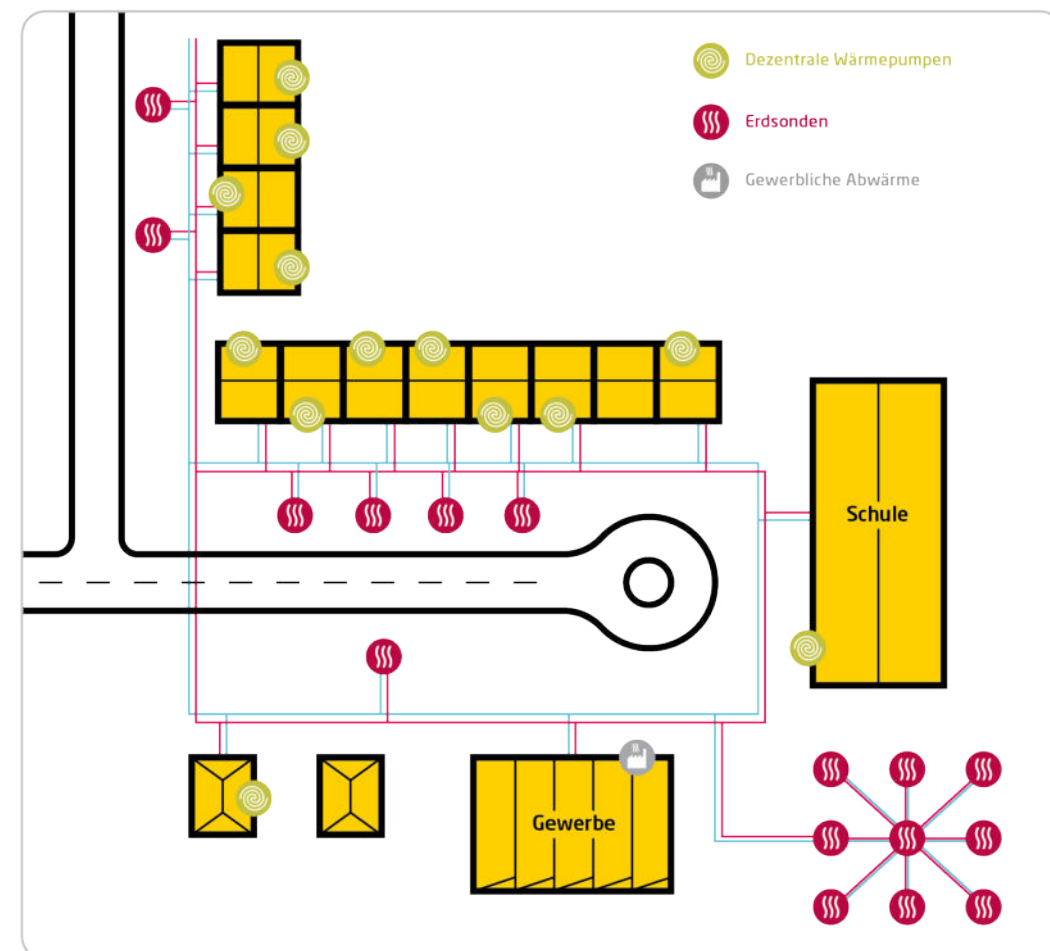 Dezentrale Wärmepumpen
Erdsonden
Gewerbliche Abwärme
Schule
Gewerbe